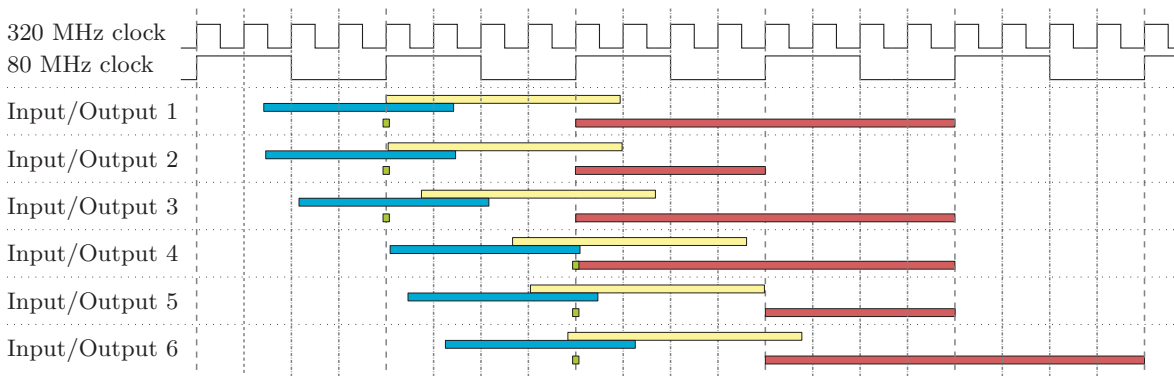 320 MHz clock
80 MHz clock
Input/Output 1
Input/Output 2
Input/Output 3
Input/Output 4
Input/Output 5
Input/Output 6